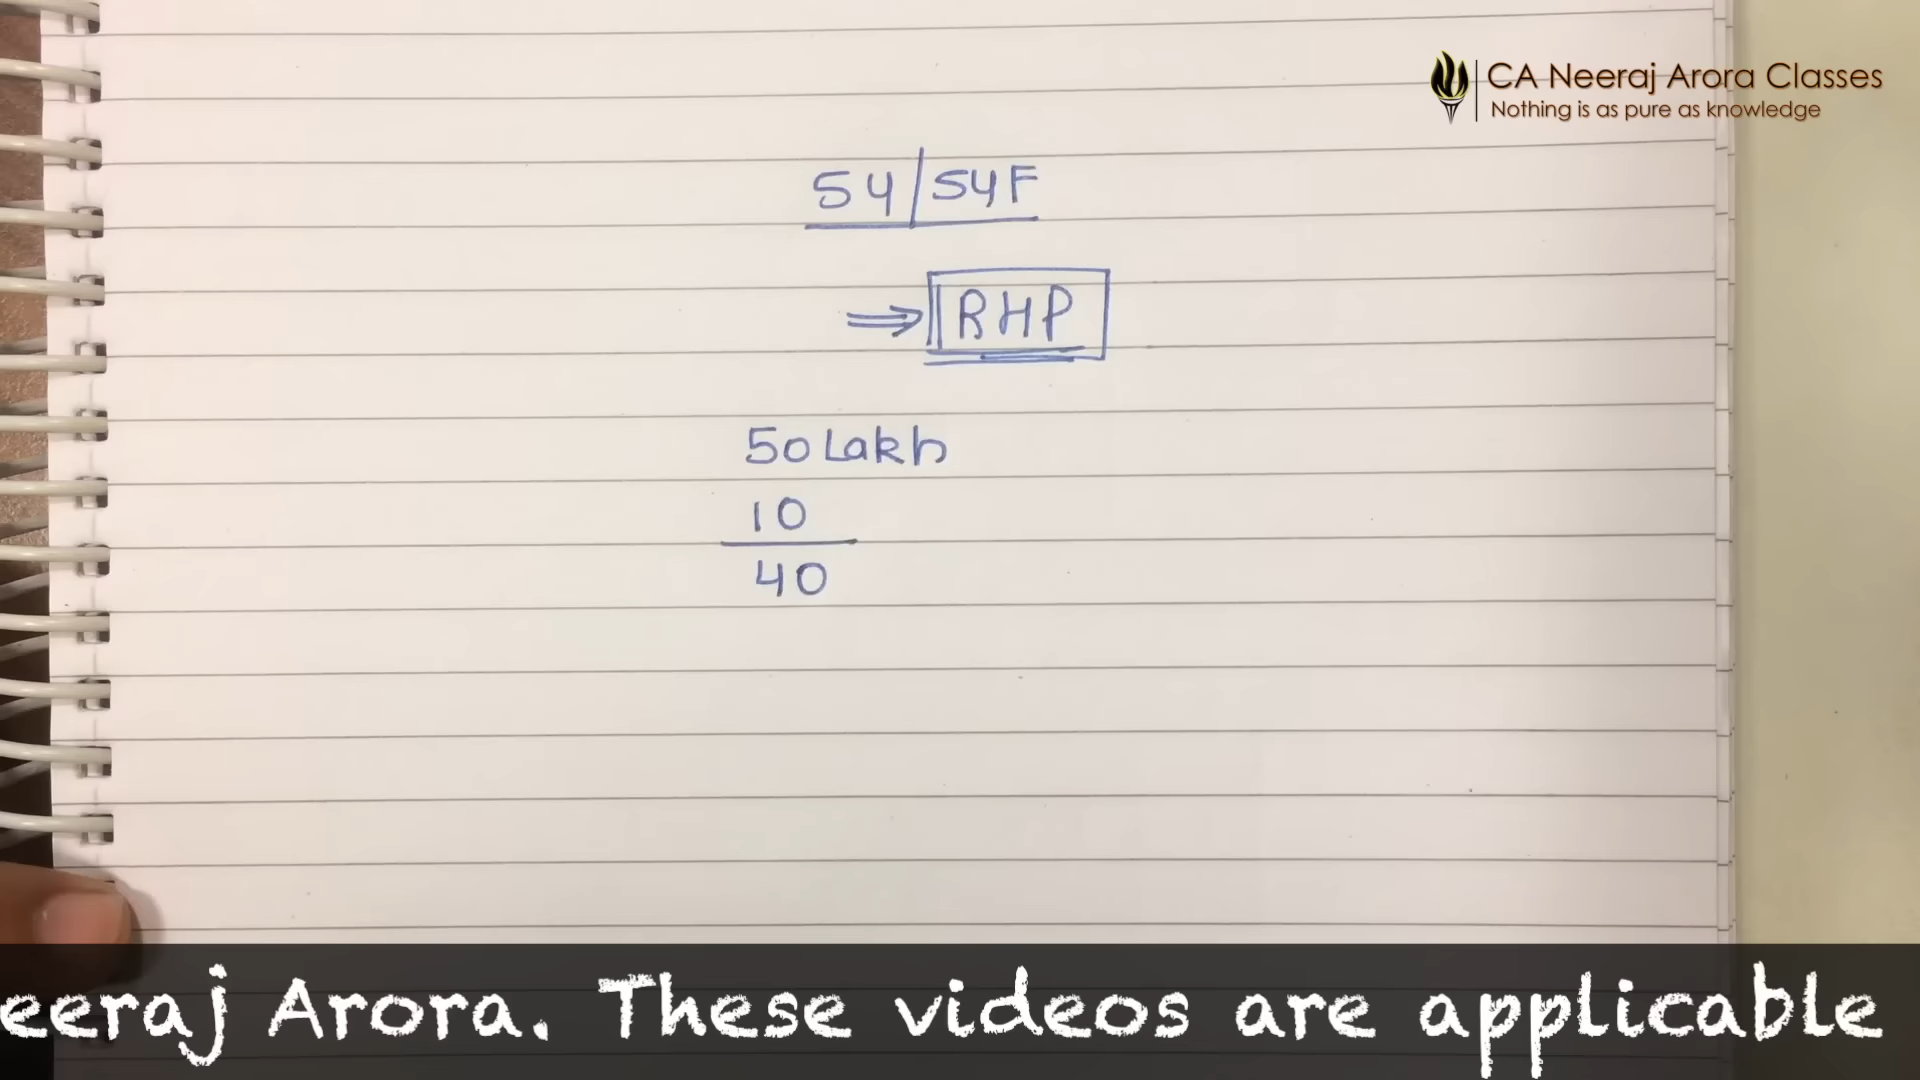 CA Neeraj Arora Classes
Nothing is as pure as knowledge
54/54F
⇒ RHP
50 Lakh
10
40
eeraj Arora. These videos are applicable